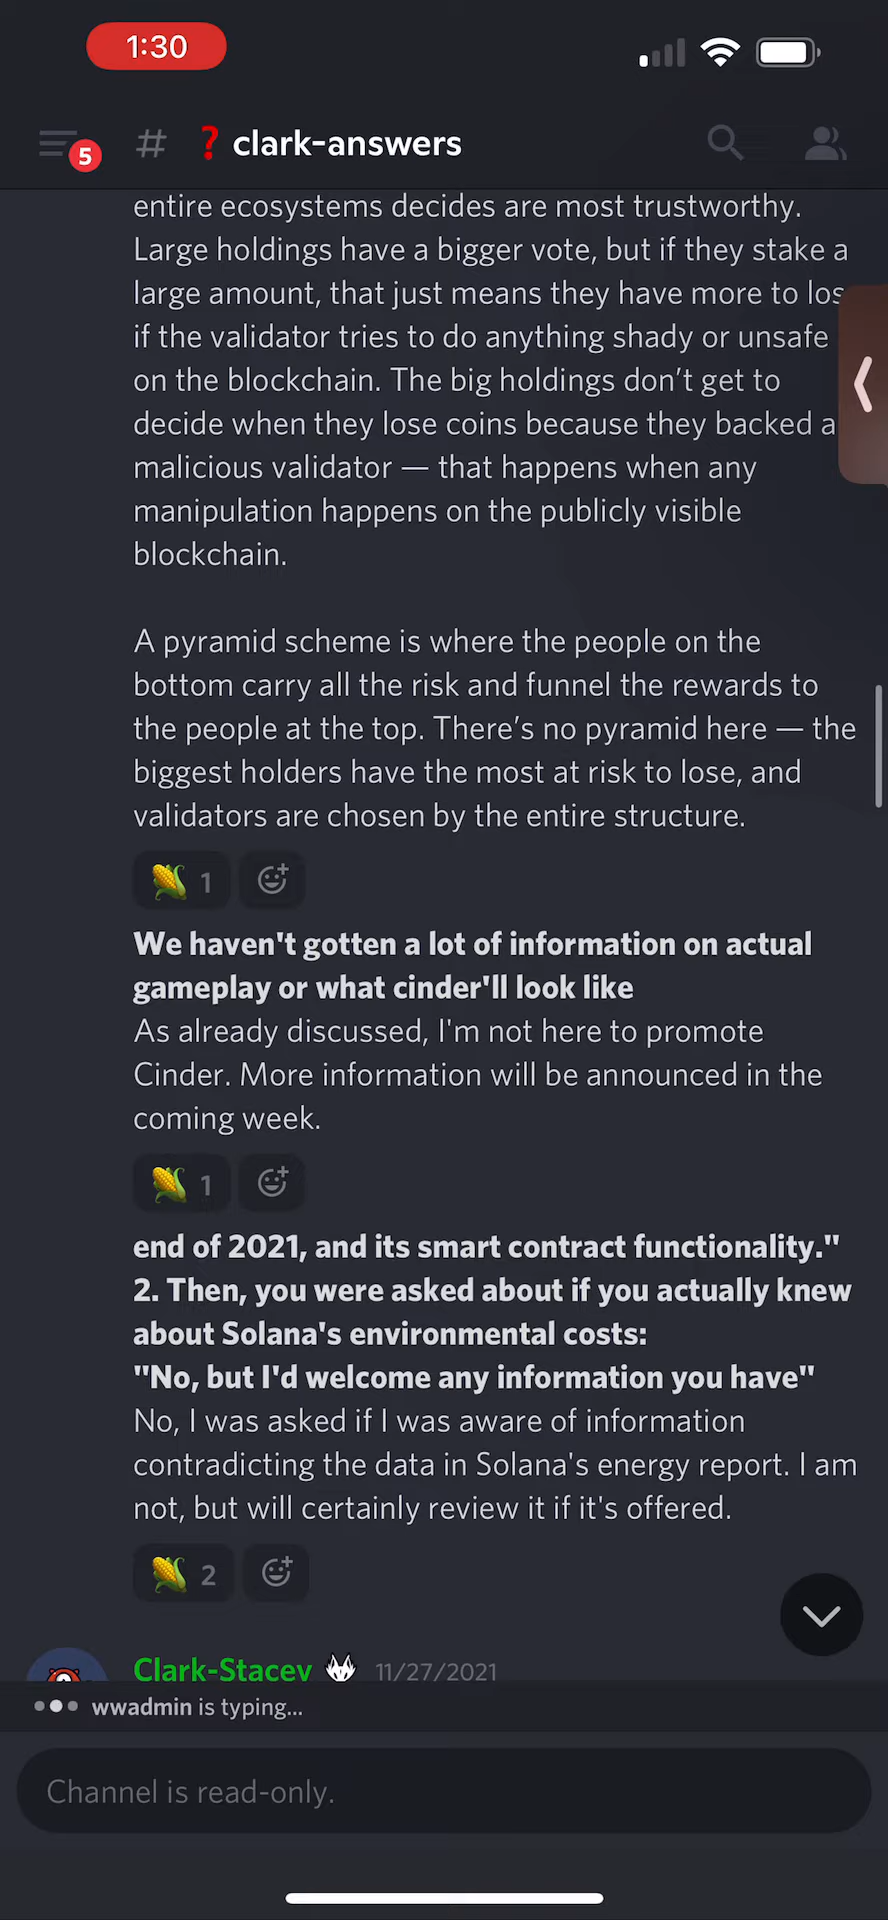 1:30
5
# ❓ clark-answers
entire ecosystems decides are most trustworthy.
Large holdings have a bigger vote, but if they stake a
large amount, that just means they have more to los
if the validator tries to do anything shady or unsafe
on the blockchain. The big holdings don’t get to
decide when they lose coins because they backed a
malicious validator — that happens when any
manipulation happens on the publicly visible
blockchain.
A pyramid scheme is where the people on the
bottom carry all the risk and funnel the rewards to
the people at the top. There’s no pyramid here — the
biggest holders have the most at risk to lose, and
validators are chosen by the entire structure.
🌽 1
We haven't gotten a lot of information on actual
gameplay or what cinder'll look like
As already discussed, I'm not here to promote
Cinder. More information will be announced in the
coming week.
🌽 1
end of 2021, and its smart contract functionality."
2. Then, you were asked about if you actually knew
about Solana's environmental costs:
"No, but I'd welcome any information you have"
No, I was asked if I was aware of information
contradicting the data in Solana's energy report. I am
not, but will certainly review it if it's offered.
🌽 2
Clark-Stacey 11/27/2021
wwadmin is typing...
Channel is read-only.